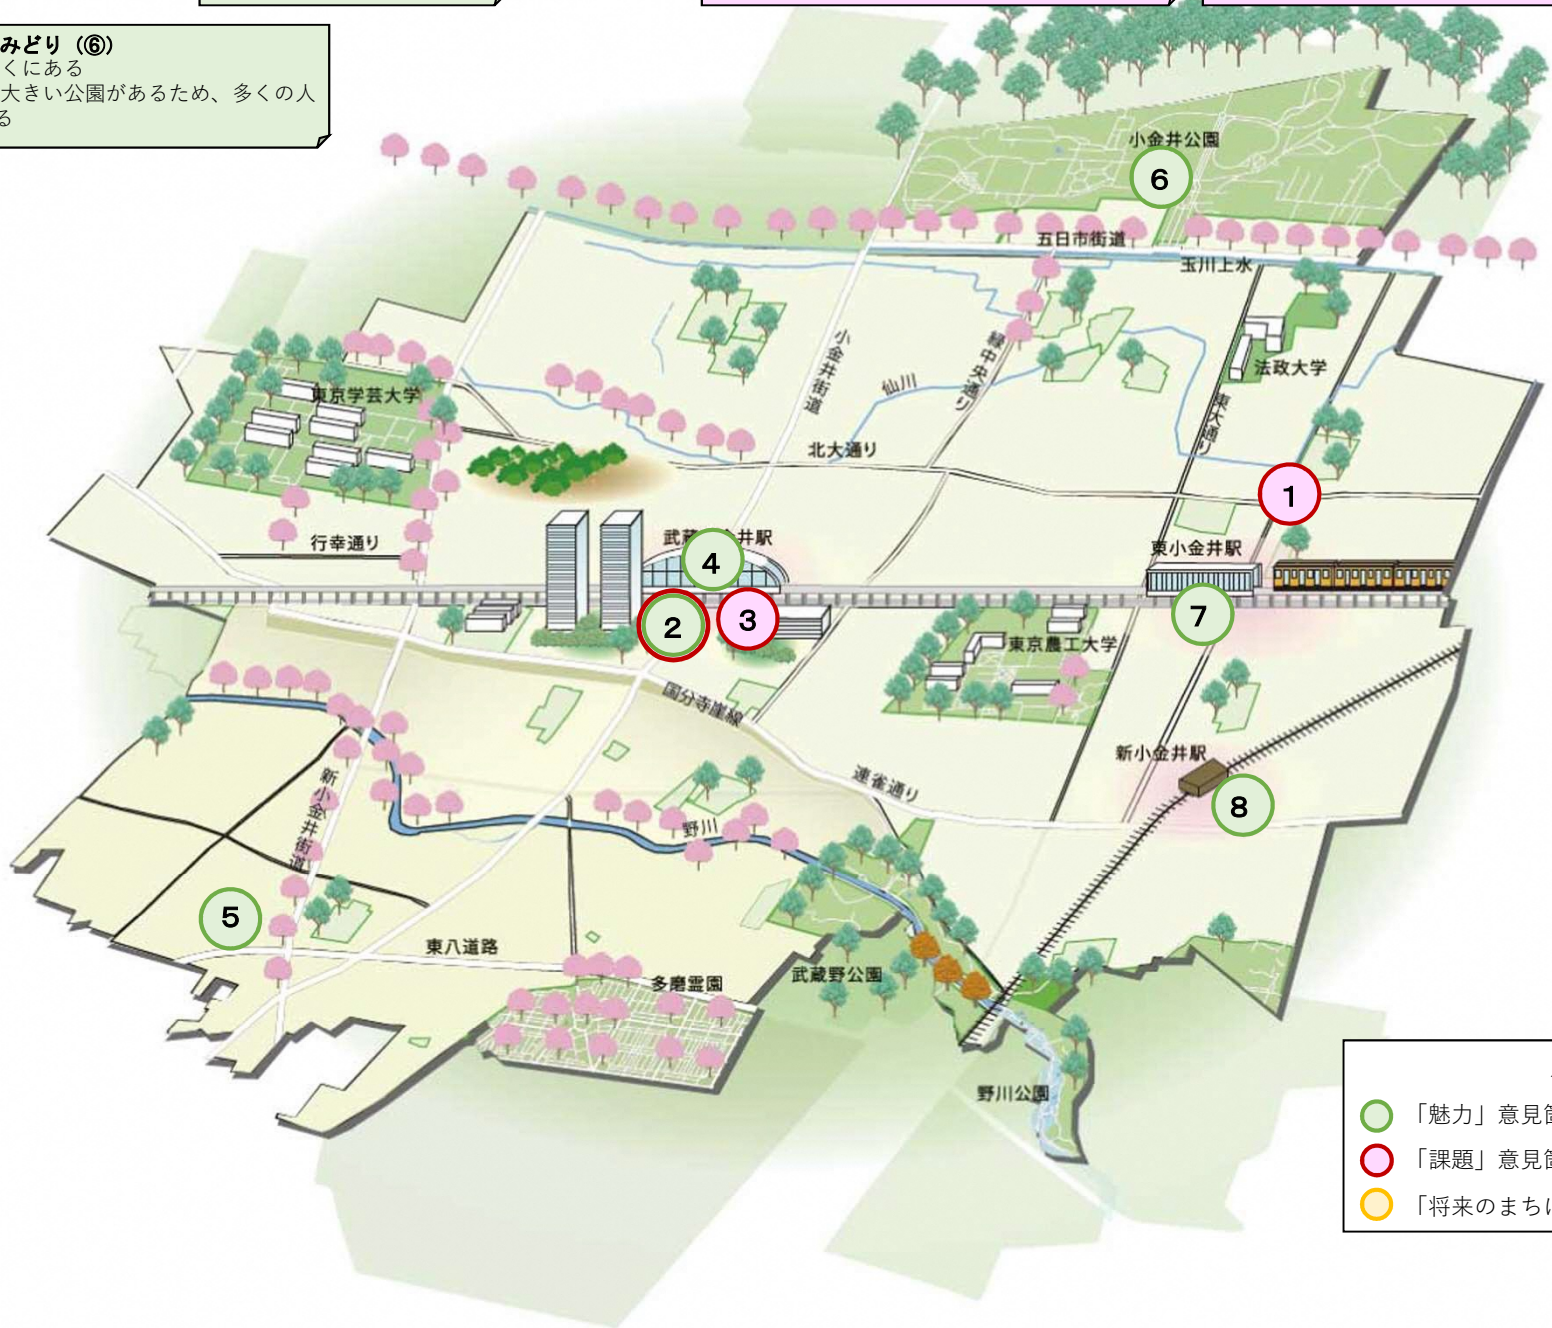 みどり（⑥）
くにある
大きい公園があるため、多くの人
る
小金井公園
6
五日市街道
玉川上水
小金井街道
緑中央通り
仙川
法政大学
東大通り
東京学芸大学
北大通り
1
行幸通り
武蔵
井駅
4
東小金井駅
2
3
7
東京農工大学
国分寺崖線
新小金井駅
連雀通り
8
新小金井街道
野川
5
東八道路
武蔵野公園
多磨霊園
野川公園
「魅力」意見
「課題」意見
「将来のまちに